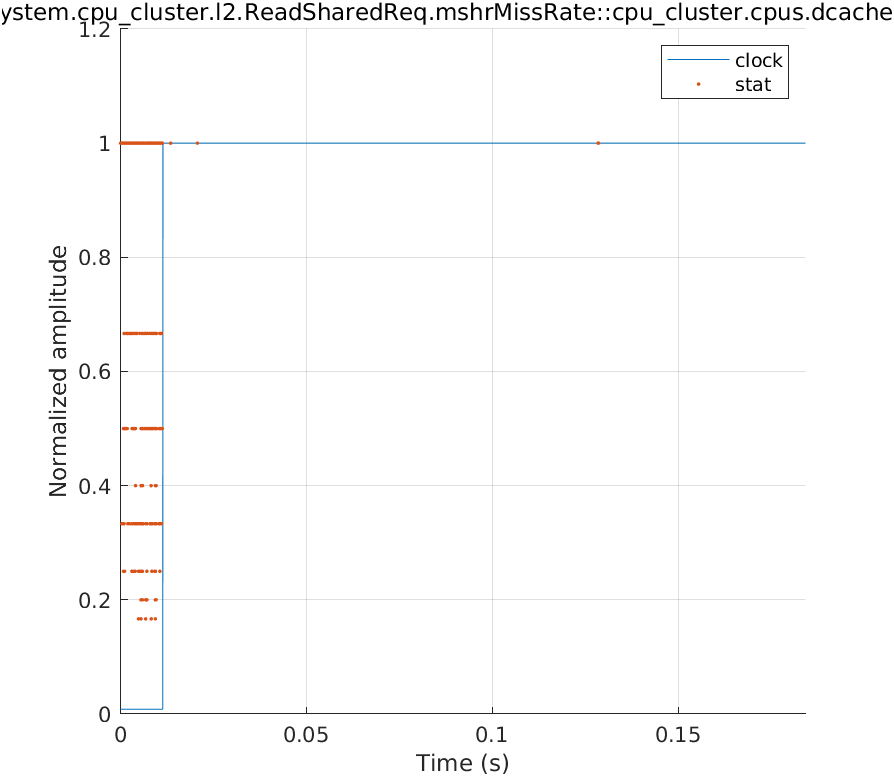 ystem.cpu_cluster.l2.ReadSharedReq.mshrMissRate::cpu_cluster.cpus.dcache
1.2
clock
stat
1
0.8
0.6
0.4
0.2
0
Normalized amplitude
0
0.05
0.1
0.15
Time (s)